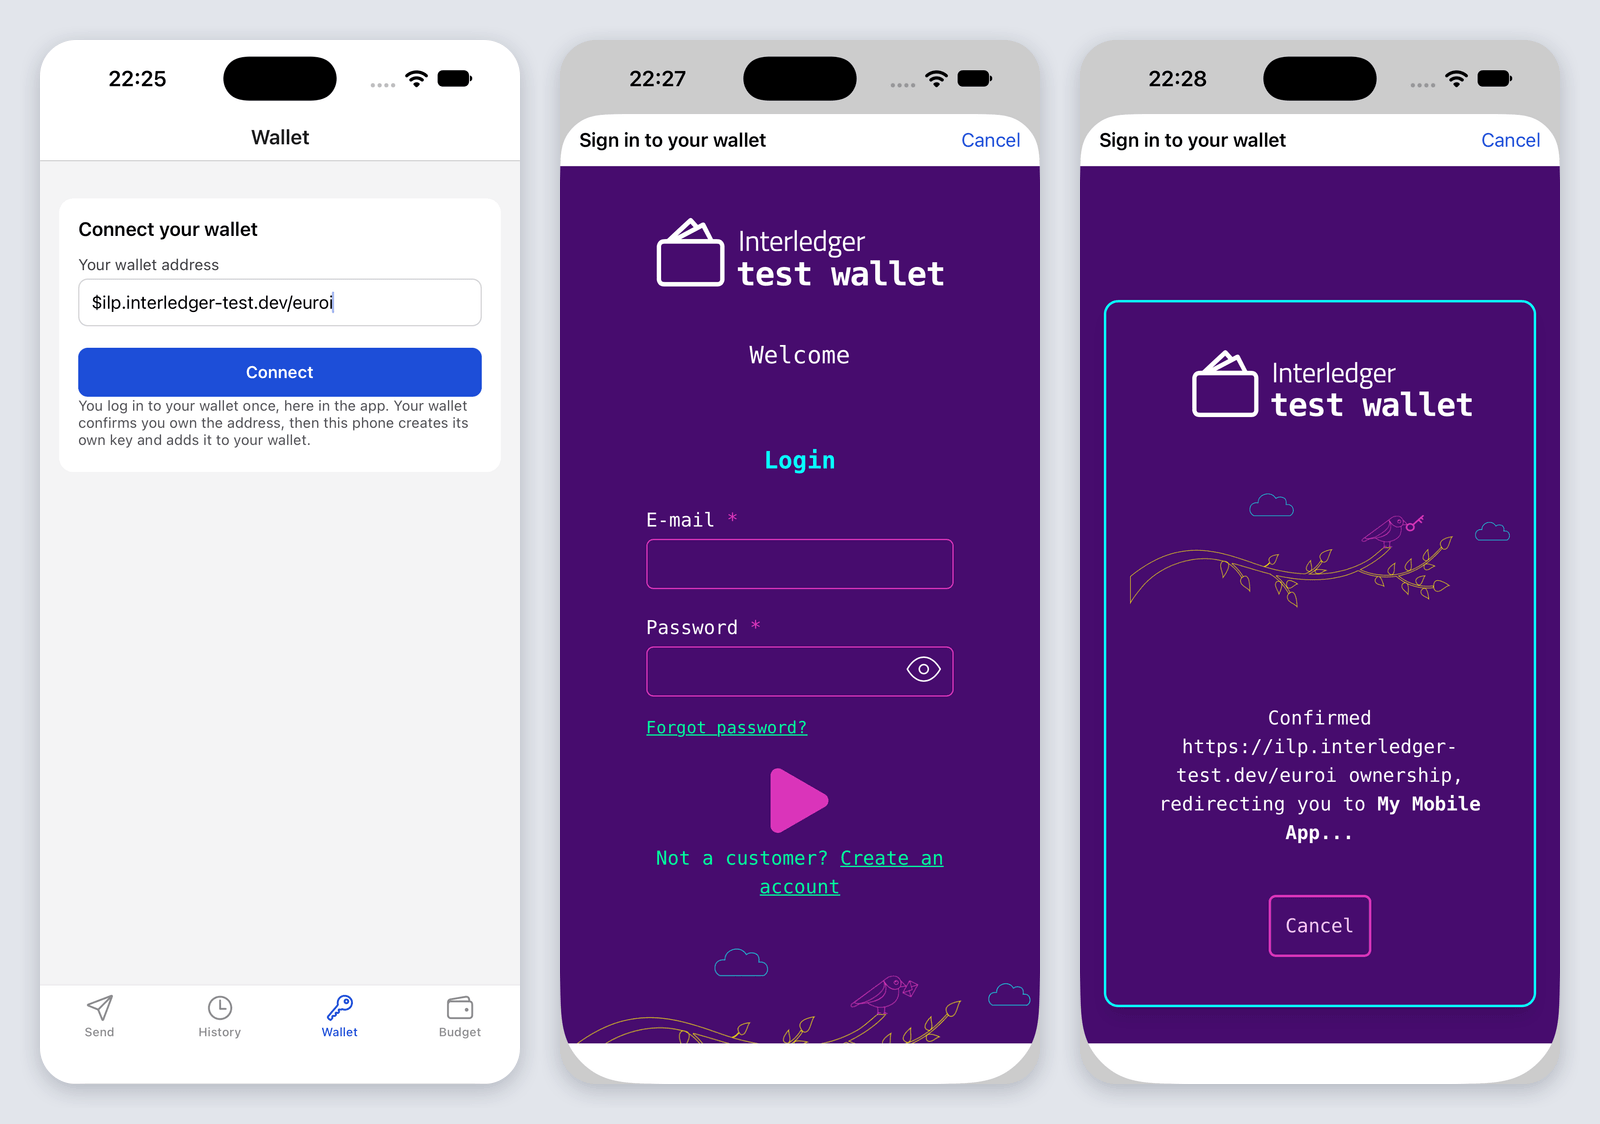 22:25
Wallet
Connect your wallet
Your wallet address
$ilp.interledger-test.dev/euroi
Connect
You log in to your wallet once, here in the app. Your wallet
confirms you own the address, then this phone creates its
own key and adds it to your wallet.
Send
History
Wallet
Budget
22:27
Sign in to your wallet
Cancel
Interledger
test wallet
Welcome
Login
E-mail *
Password *
Forgot password?
Not a customer? Create an
account
22:28
Sign in to your wallet
Cancel
Interledger
test wallet
Confirmed
https://ilp.interledger-
test.dev/euroi ownership,
redirecting you to My Mobile
App...
Cancel